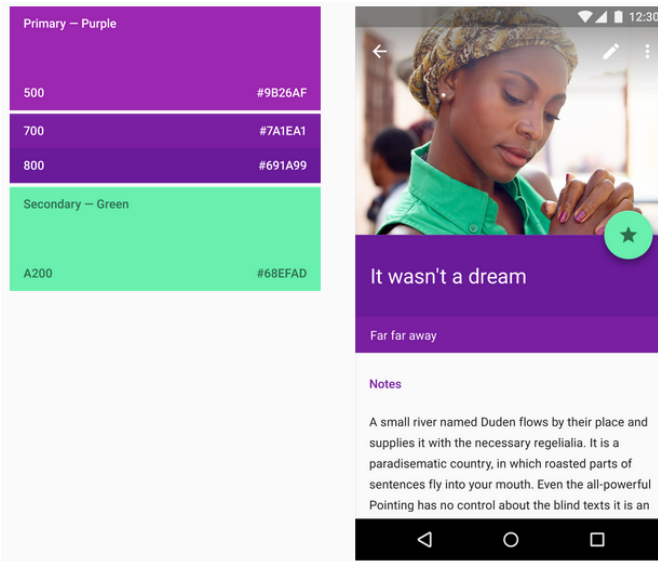 Primary — Purple
500 #9B26AF
700 #7A1EA1
800 #691A99
Secondary — Green
A200 #68EFAD
12:30
It wasn't a dream
Far far away
Notes
A small river named Duden flows by their place and
supplies it with the necessary regelialia. It is a
paradisematic country, in which roasted parts of
sentences fly into your mouth. Even the all-powerful
Pointing has no control about the blind texts it is an